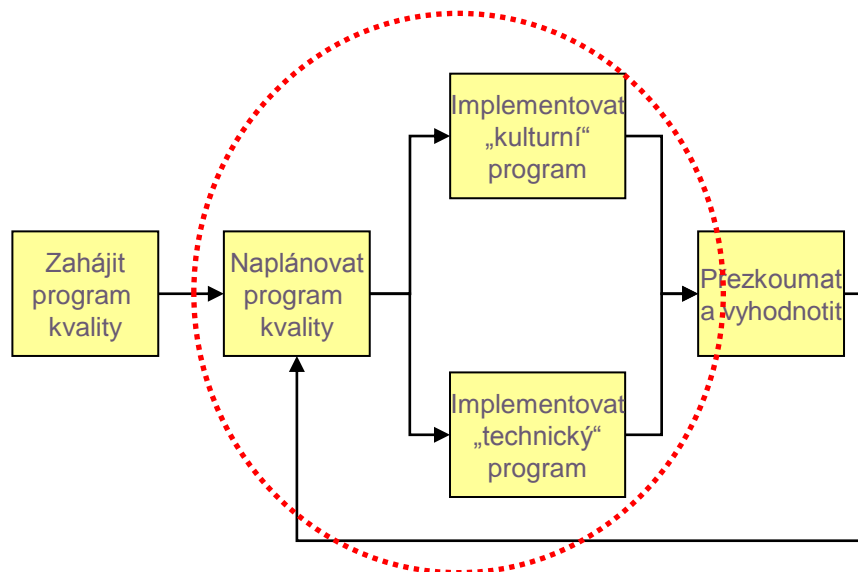 Zahájit
program
kvality
Naplánovat
program
kvality
Implementovat
„kulturní“
program
Implementovat
„technický“
program
Přezkoumat
a vyhodnotit